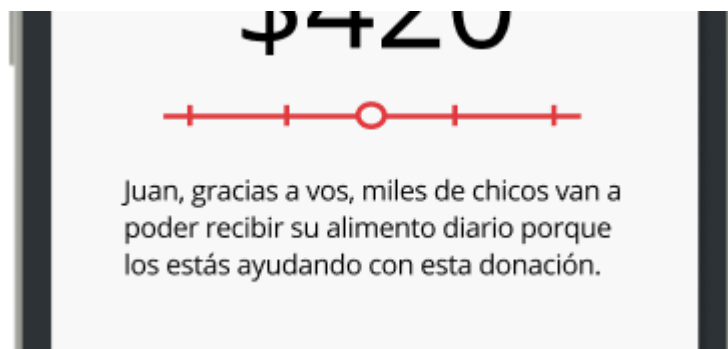 $420
Juan, gracias a vos, miles de chicos van a
poder recibir su alimento diario porque
los estás ayudando con esta donación.